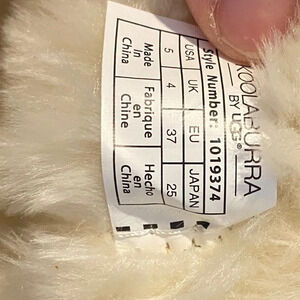 KOOLABURRA
BY UGG®
Style Number: 1019374
USA UK EU JAPAN
5 4 37 25
Made in China Fabrique en Chine Hecho en China